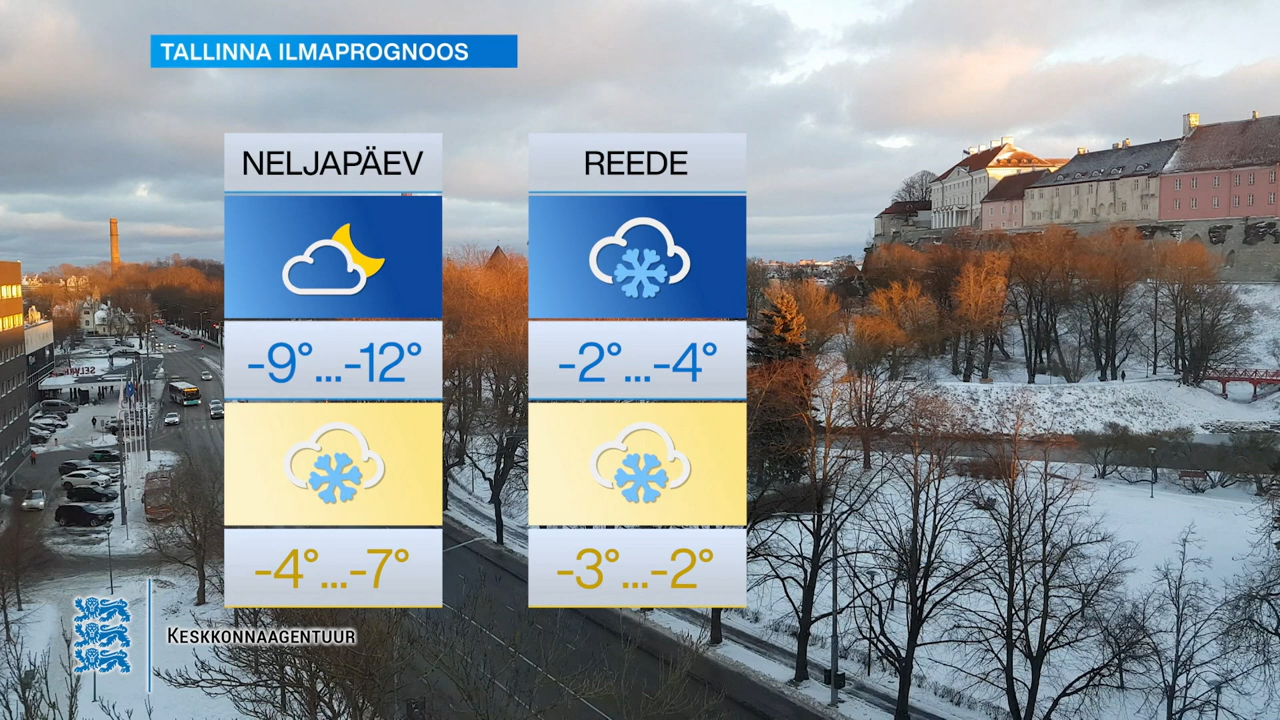 TALLINNA ILMAPROGNOOS
NELJAPÄEV
-9°...-12°
-4°...-7°
REEDE
-2°...-4°
-3°...-2°
KESKKONNAAGENTUUR